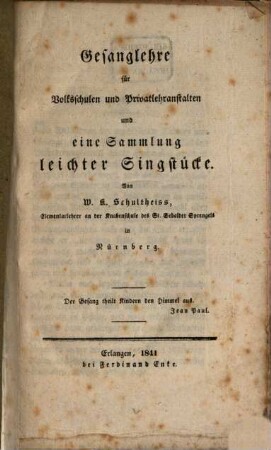 Gesanglehre
für
Volksschulen und Privatlehranstalten
und
eine Sammlung
leichter Singstücke.
Von
W. K. Schultheiss,
Elementarlehrer an der Knabenschule des St. Sebalder Sprengels
in
Nürnberg.
Der Gesang theilt Kindern den Himmel aus.
Jean Paul.
Erlangen, 1841
bei Ferdinand Enke.